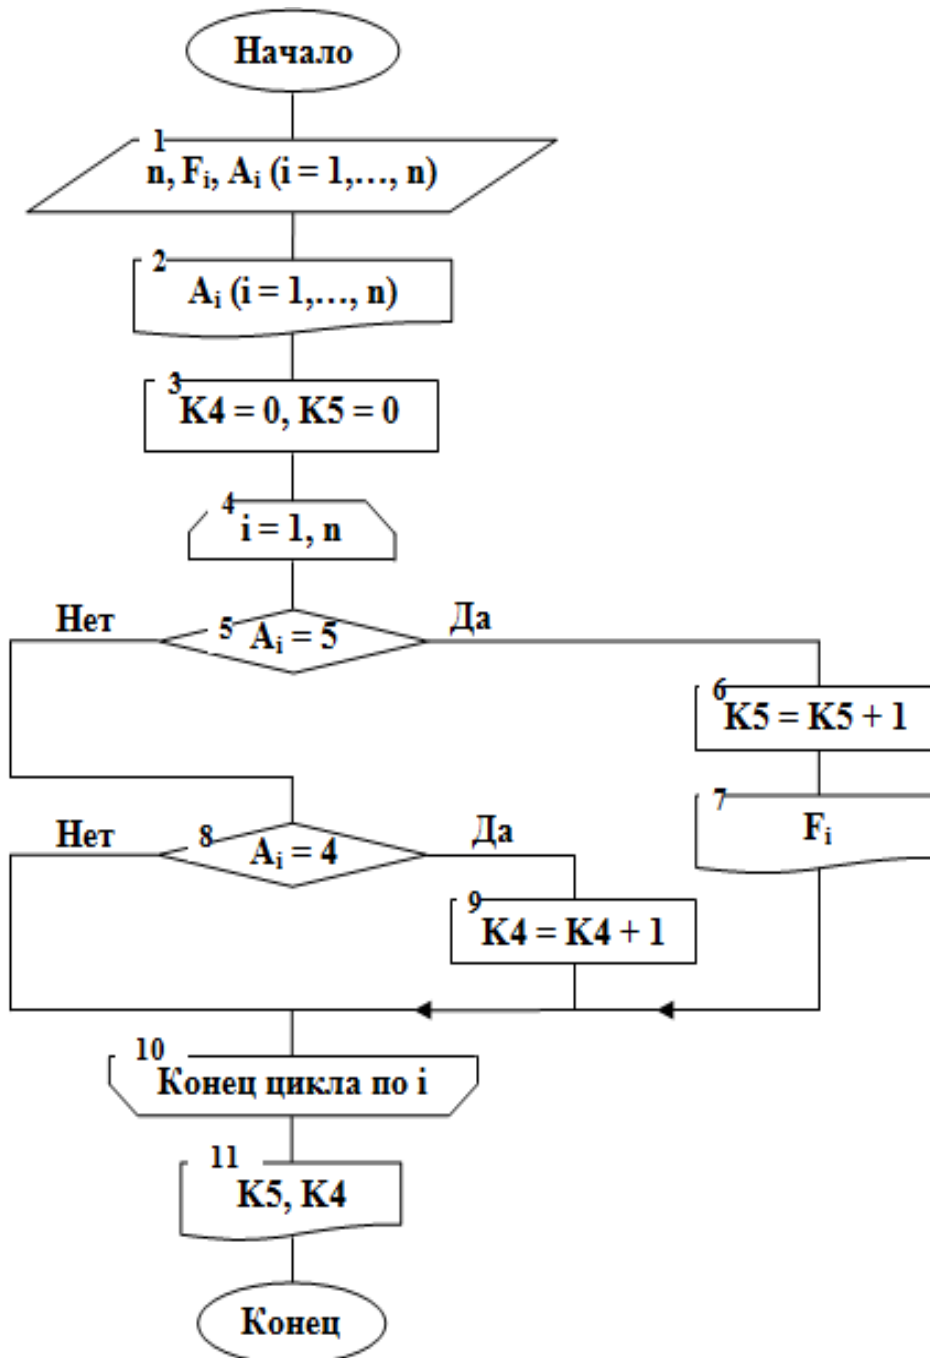 Начало
1
n, Fᵢ, Aᵢ (i = 1,…, n)
2
Aᵢ (i = 1,…, n)
3
K4 = 0, K5 = 0
4
i = 1, n
Нет
5
Aᵢ = 5
Да
6
K5 = K5 + 1
7
Fᵢ
Нет
8
Aᵢ = 4
Да
9
K4 = K4 + 1
10
Конец цикла по i
11
K5, K4
Конец